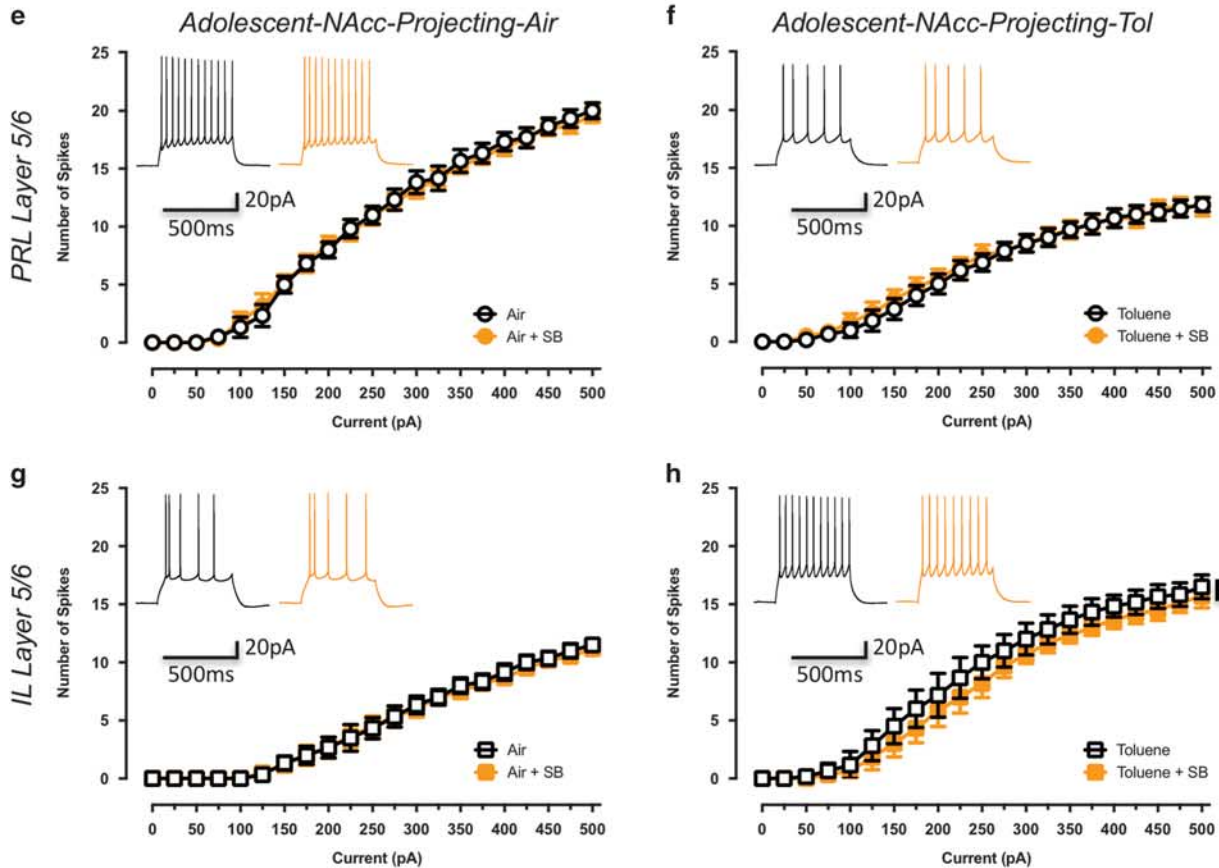 e
Adolescent-NAcc-Projecting-Air
f
Adolescent-NAcc-Projecting-Tol
PRL Layer 5/6
Number of Spikes
25
20
15
10
5
0
20pA
500ms
Air
Air + SB
0 50 100 150 200 250 300 350 400 450 500
Current (pA)
Number of Spikes
25
20
15
10
5
0
20pA
500ms
Toluene
Toluene + SB
0 50 100 150 200 250 300 350 400 450 500
Current (pA)
g
h
IL Layer 5/6
Number of Spikes
25
20
15
10
5
0
20pA
500ms
Air
Air + SB
0 50 100 150 200 250 300 350 400 450 500
Current (pA)
Number of Spikes
25
20
15
10
5
0
20pA
500ms
Toluene
Toluene + SB
0 50 100 150 200 250 300 350 400 450 500
Current (pA)